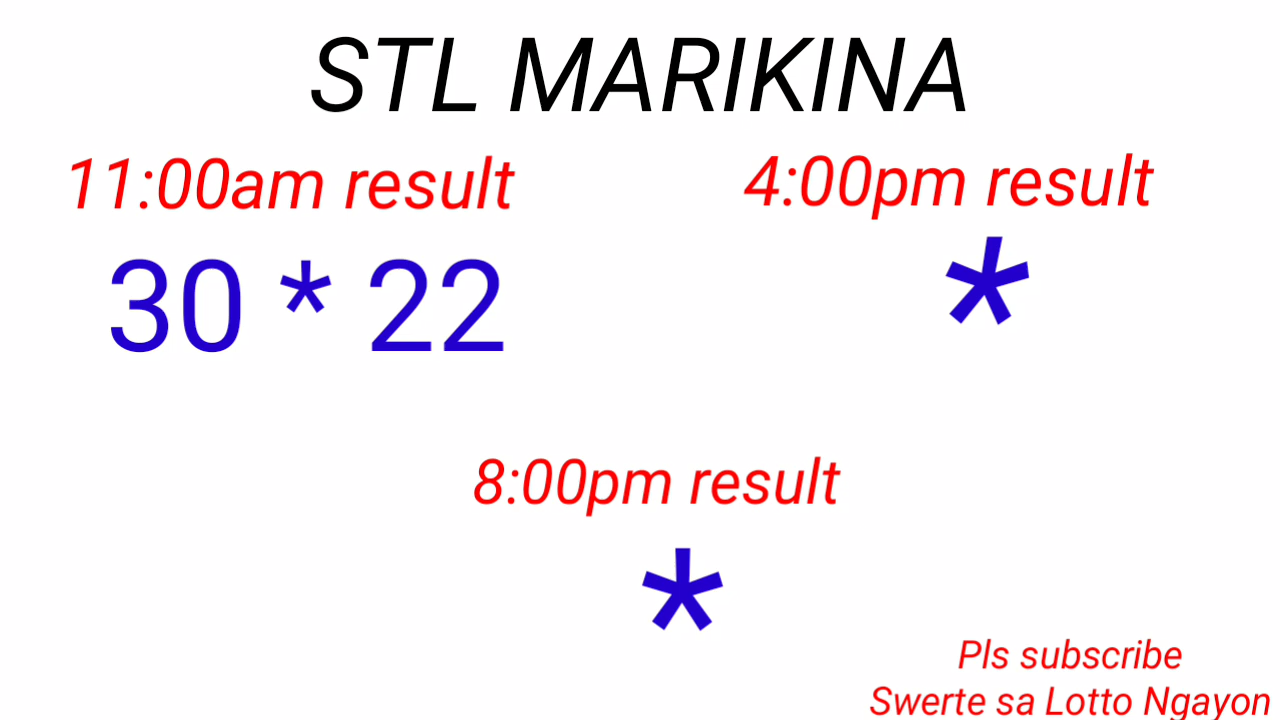 STL MARIKINA
11:00am result
30 * 22
4:00pm result
*
8:00pm result
*
Pls subscribe
Swerte sa Lotto Ngayon